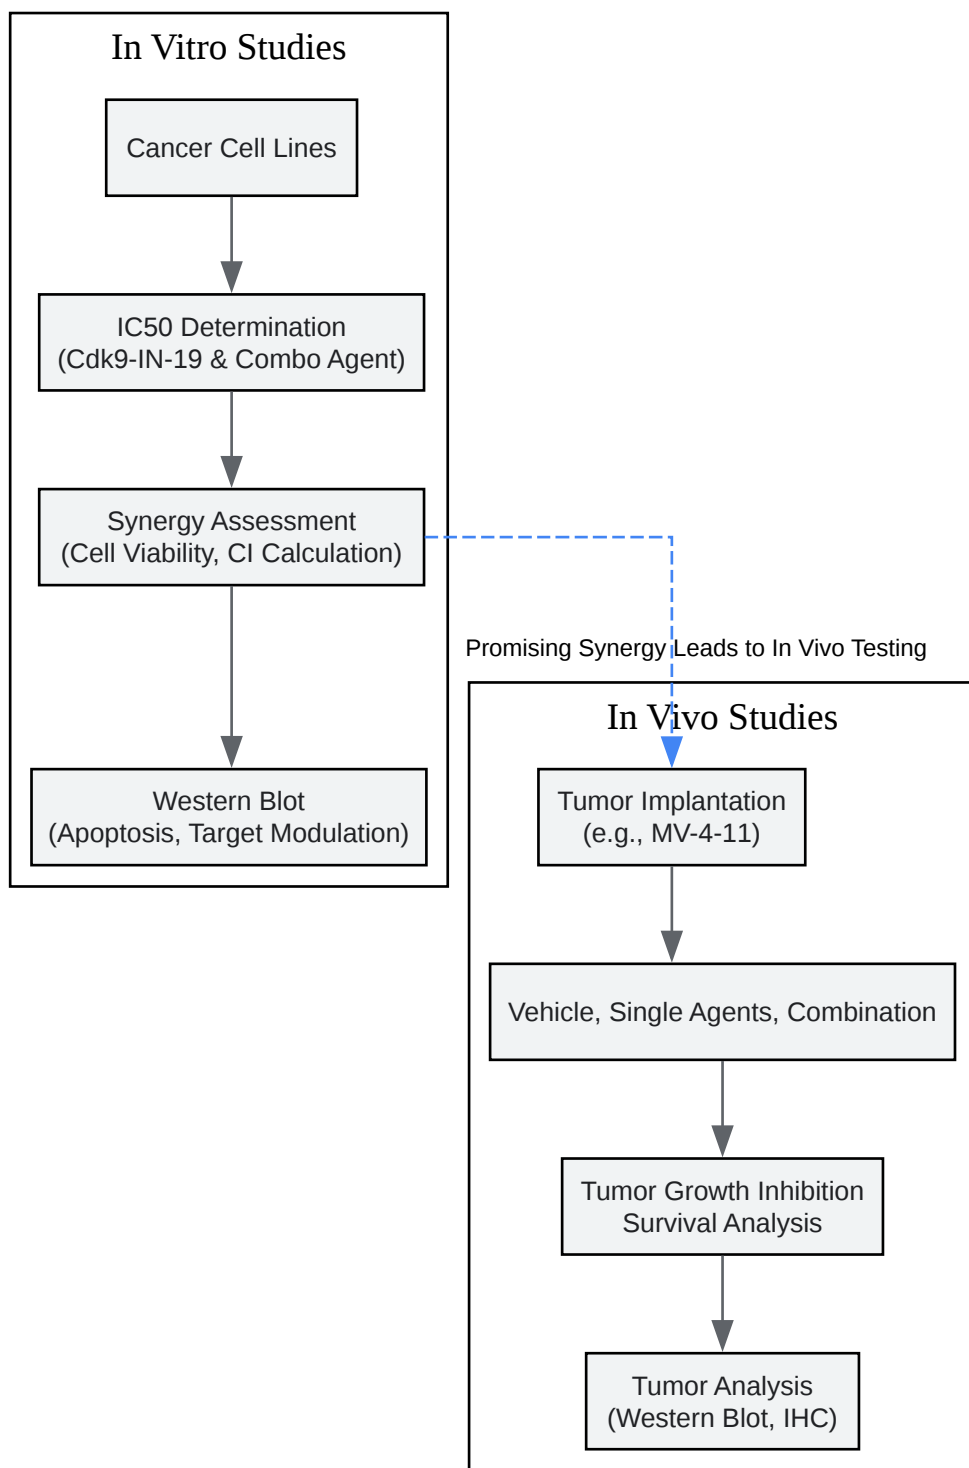 In Vitro Studies
Cancer Cell Lines
IC50 Determination
(Cdk9-IN-19 & Combo Agent)
Synergy Assessment
(Cell Viability, CI Calculation)
Western Blot
(Apoptosis, Target Modulation)
Promising Synergy Leads to In Vivo Testing
In Vivo Studies
Tumor Implantation
(e.g., MV-4-11)
Vehicle, Single Agents, Combination
Tumor Growth Inhibition
Survival Analysis
Tumor Analysis
(Western Blot, IHC)